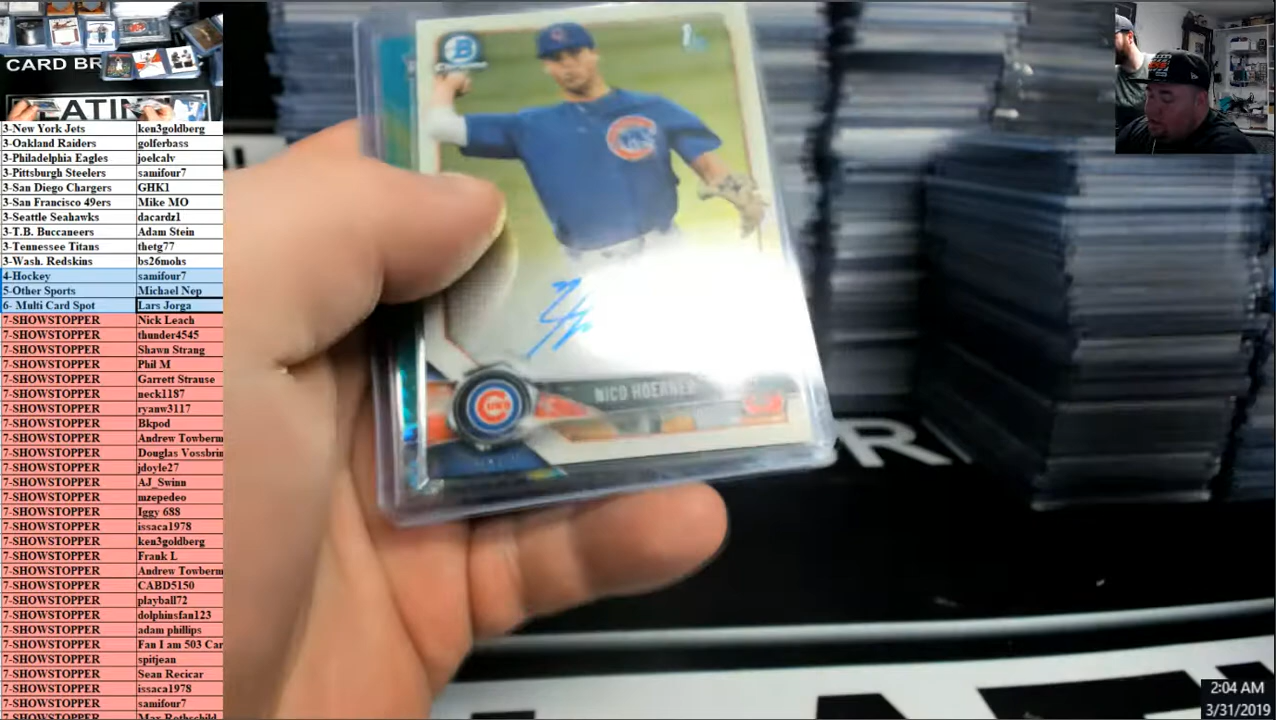 CARD BR
LATIN
3-New York Jets ken3goldberg
3-Oakland Raiders golferbass
3-Philadelphia Eagles joelcalv
3-Pittsburgh Steelers samifour7
3-San Diego Chargers GHK1
3-San Francisco 49ers Mike MO
3-Seattle Seahawks dacardz1
3-T.B. Buccaneers Adam Stein
3-Tennessee Titans thetg77
3-Wash. Redskins bs26mohs
4-Hockey samifour7
5-Other Sports Michael Nep
6- Multi Card Spot Lars Jorga
7-SHOWSTOPPER Nick Leach
7-SHOWSTOPPER thunder4545
7-SHOWSTOPPER Shawn Strang
7-SHOWSTOPPER Phil M
7-SHOWSTOPPER Garrett Strause
7-SHOWSTOPPER neck1187
7-SHOWSTOPPER ryanw3117
7-SHOWSTOPPER Bkpod
7-SHOWSTOPPER Andrew Towberm
7-SHOWSTOPPER Douglas Vossbrin
7-SHOWSTOPPER jdoyle27
7-SHOWSTOPPER AJ_Swinn
7-SHOWSTOPPER mzepedeo
7-SHOWSTOPPER Iggy 688
7-SHOWSTOPPER issaca1978
7-SHOWSTOPPER ken3goldberg
7-SHOWSTOPPER Frank L
7-SHOWSTOPPER Andrew Towberm
7-SHOWSTOPPER CABD5150
7-SHOWSTOPPER playball72
7-SHOWSTOPPER dolphinsfan123
7-SHOWSTOPPER adam phillips
7-SHOWSTOPPER Fan I am 503 Car
7-SHOWSTOPPER spitjean
7-SHOWSTOPPER Sean Recicar
7-SHOWSTOPPER issaca1978
7-SHOWSTOPPER samifour7
7-SHOWSTOPPER Max Rothschild
B
1
NICO HOERNER
R
2:04 AM
3/31/2019